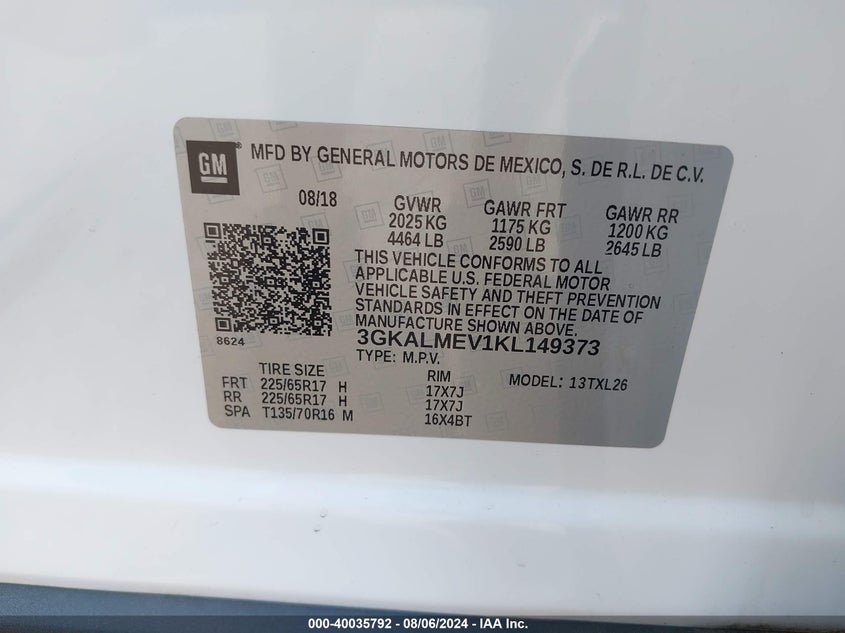 GM ® MFD BY GENERAL MOTORS DE MEXICO, S. DE R.L. DE C.V.
08/18 GVWR GAWR FRT GAWR RR
2025 KG 1175 KG 1200 KG
4464 LB 2590 LB 2645 LB
THIS VEHICLE CONFORMS TO ALL
APPLICABLE U.S. FEDERAL MOTOR
VEHICLE SAFETY AND THEFT PREVENTION
STANDARDS IN EFFECT ON THE DATE OF
MANUFACTURE SHOWN ABOVE.
8624 3GKALMEV1KL149373
TYPE: M.P.V.
TIRE SIZE RIM MODEL: 13TXL26
FRT 225/65R17 H 17X7J
RR 225/65R17 H 17X7J
SPA T135/70R16 M 16X4BT
000-40035792 - 08/06/2024 - IAA Inc.